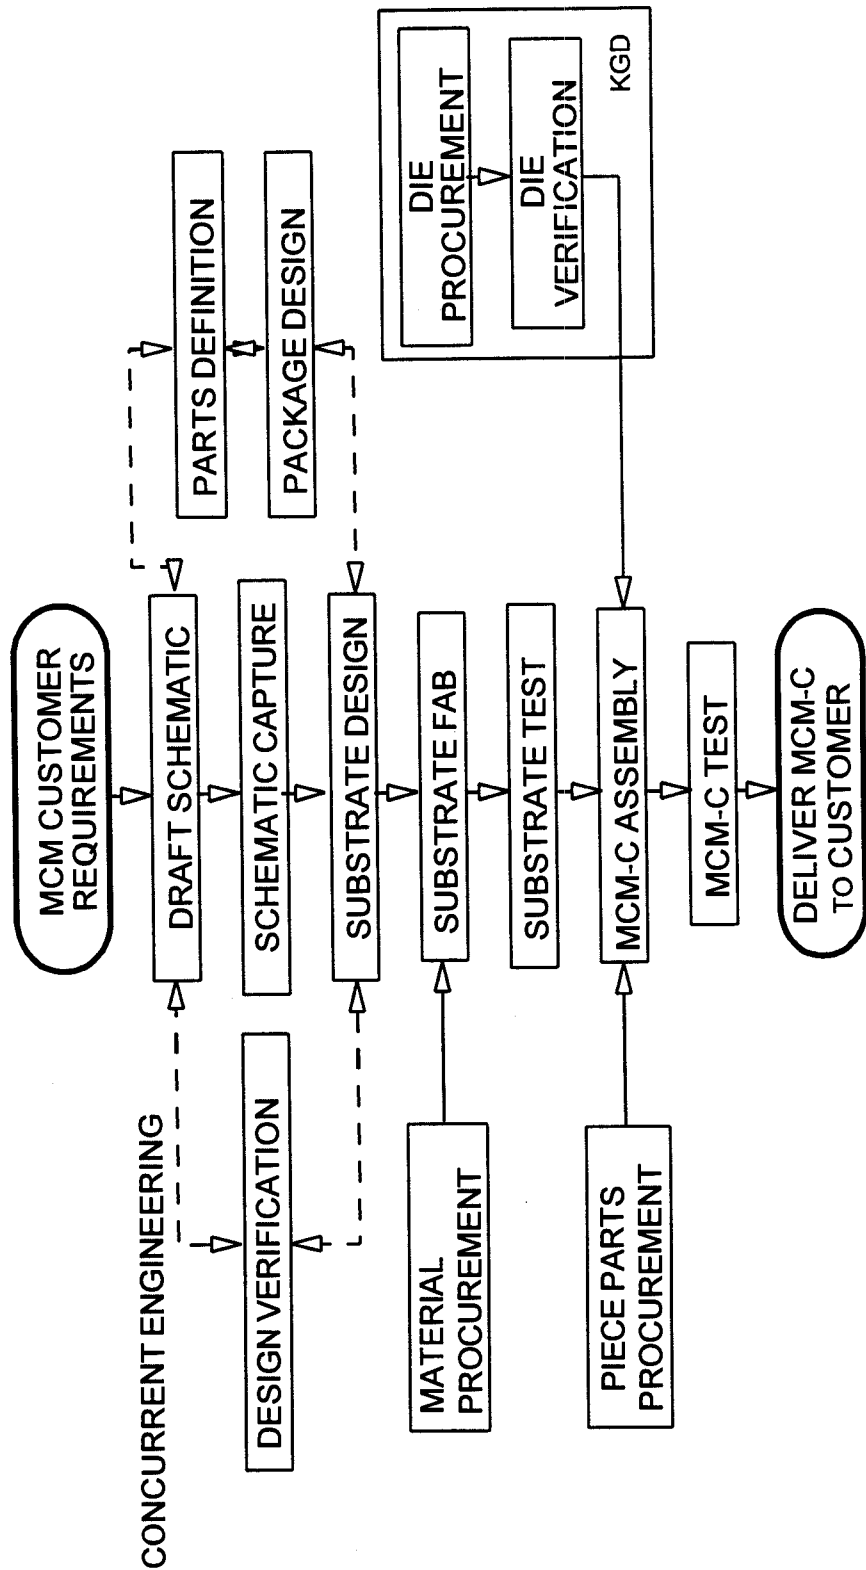 MCM CUSTOMER
REQUIREMENTS
CONCURRENT ENGINEERING
DRAFT SCHEMATIC
PARTS DEFINITION
DESIGN VERIFICATION
SCHEMATIC CAPTURE
PACKAGE DESIGN
SUBSTRATE DESIGN
MATERIAL
PROCUREMENT
SUBSTRATE FAB
DIE
PROCUREMENT
SUBSTRATE TEST
DIE
VERIFICATION
PIECE PARTS
PROCUREMENT
MCM-C ASSEMBLY
KGD
MCM-C TEST
DELIVER MCM-C
TO CUSTOMER